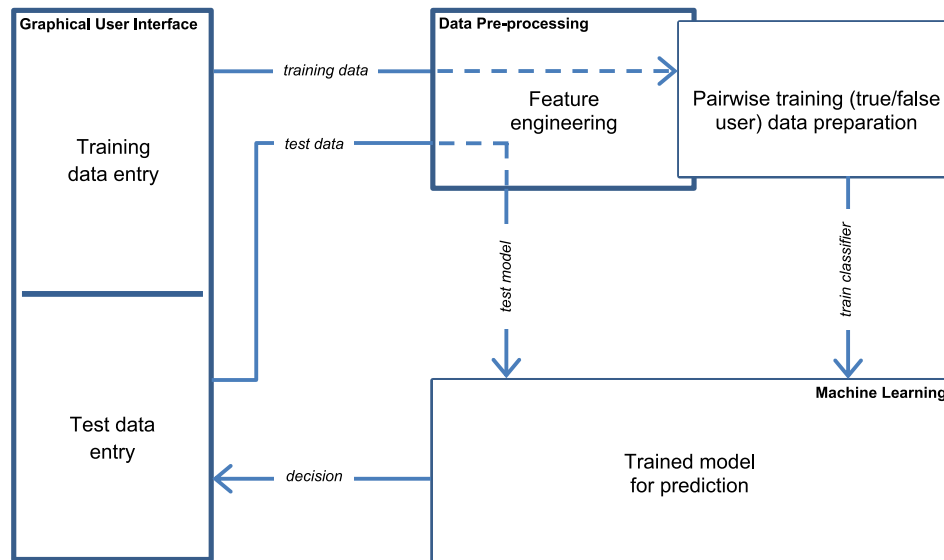 Graphical User Interface
Training
data entry
Test data
entry
training data
test data
decision
Data Pre-processing
Feature
engineering
Pairwise training (true/false
user) data preparation
test model
train classifier
Machine Learning
Trained model
for prediction